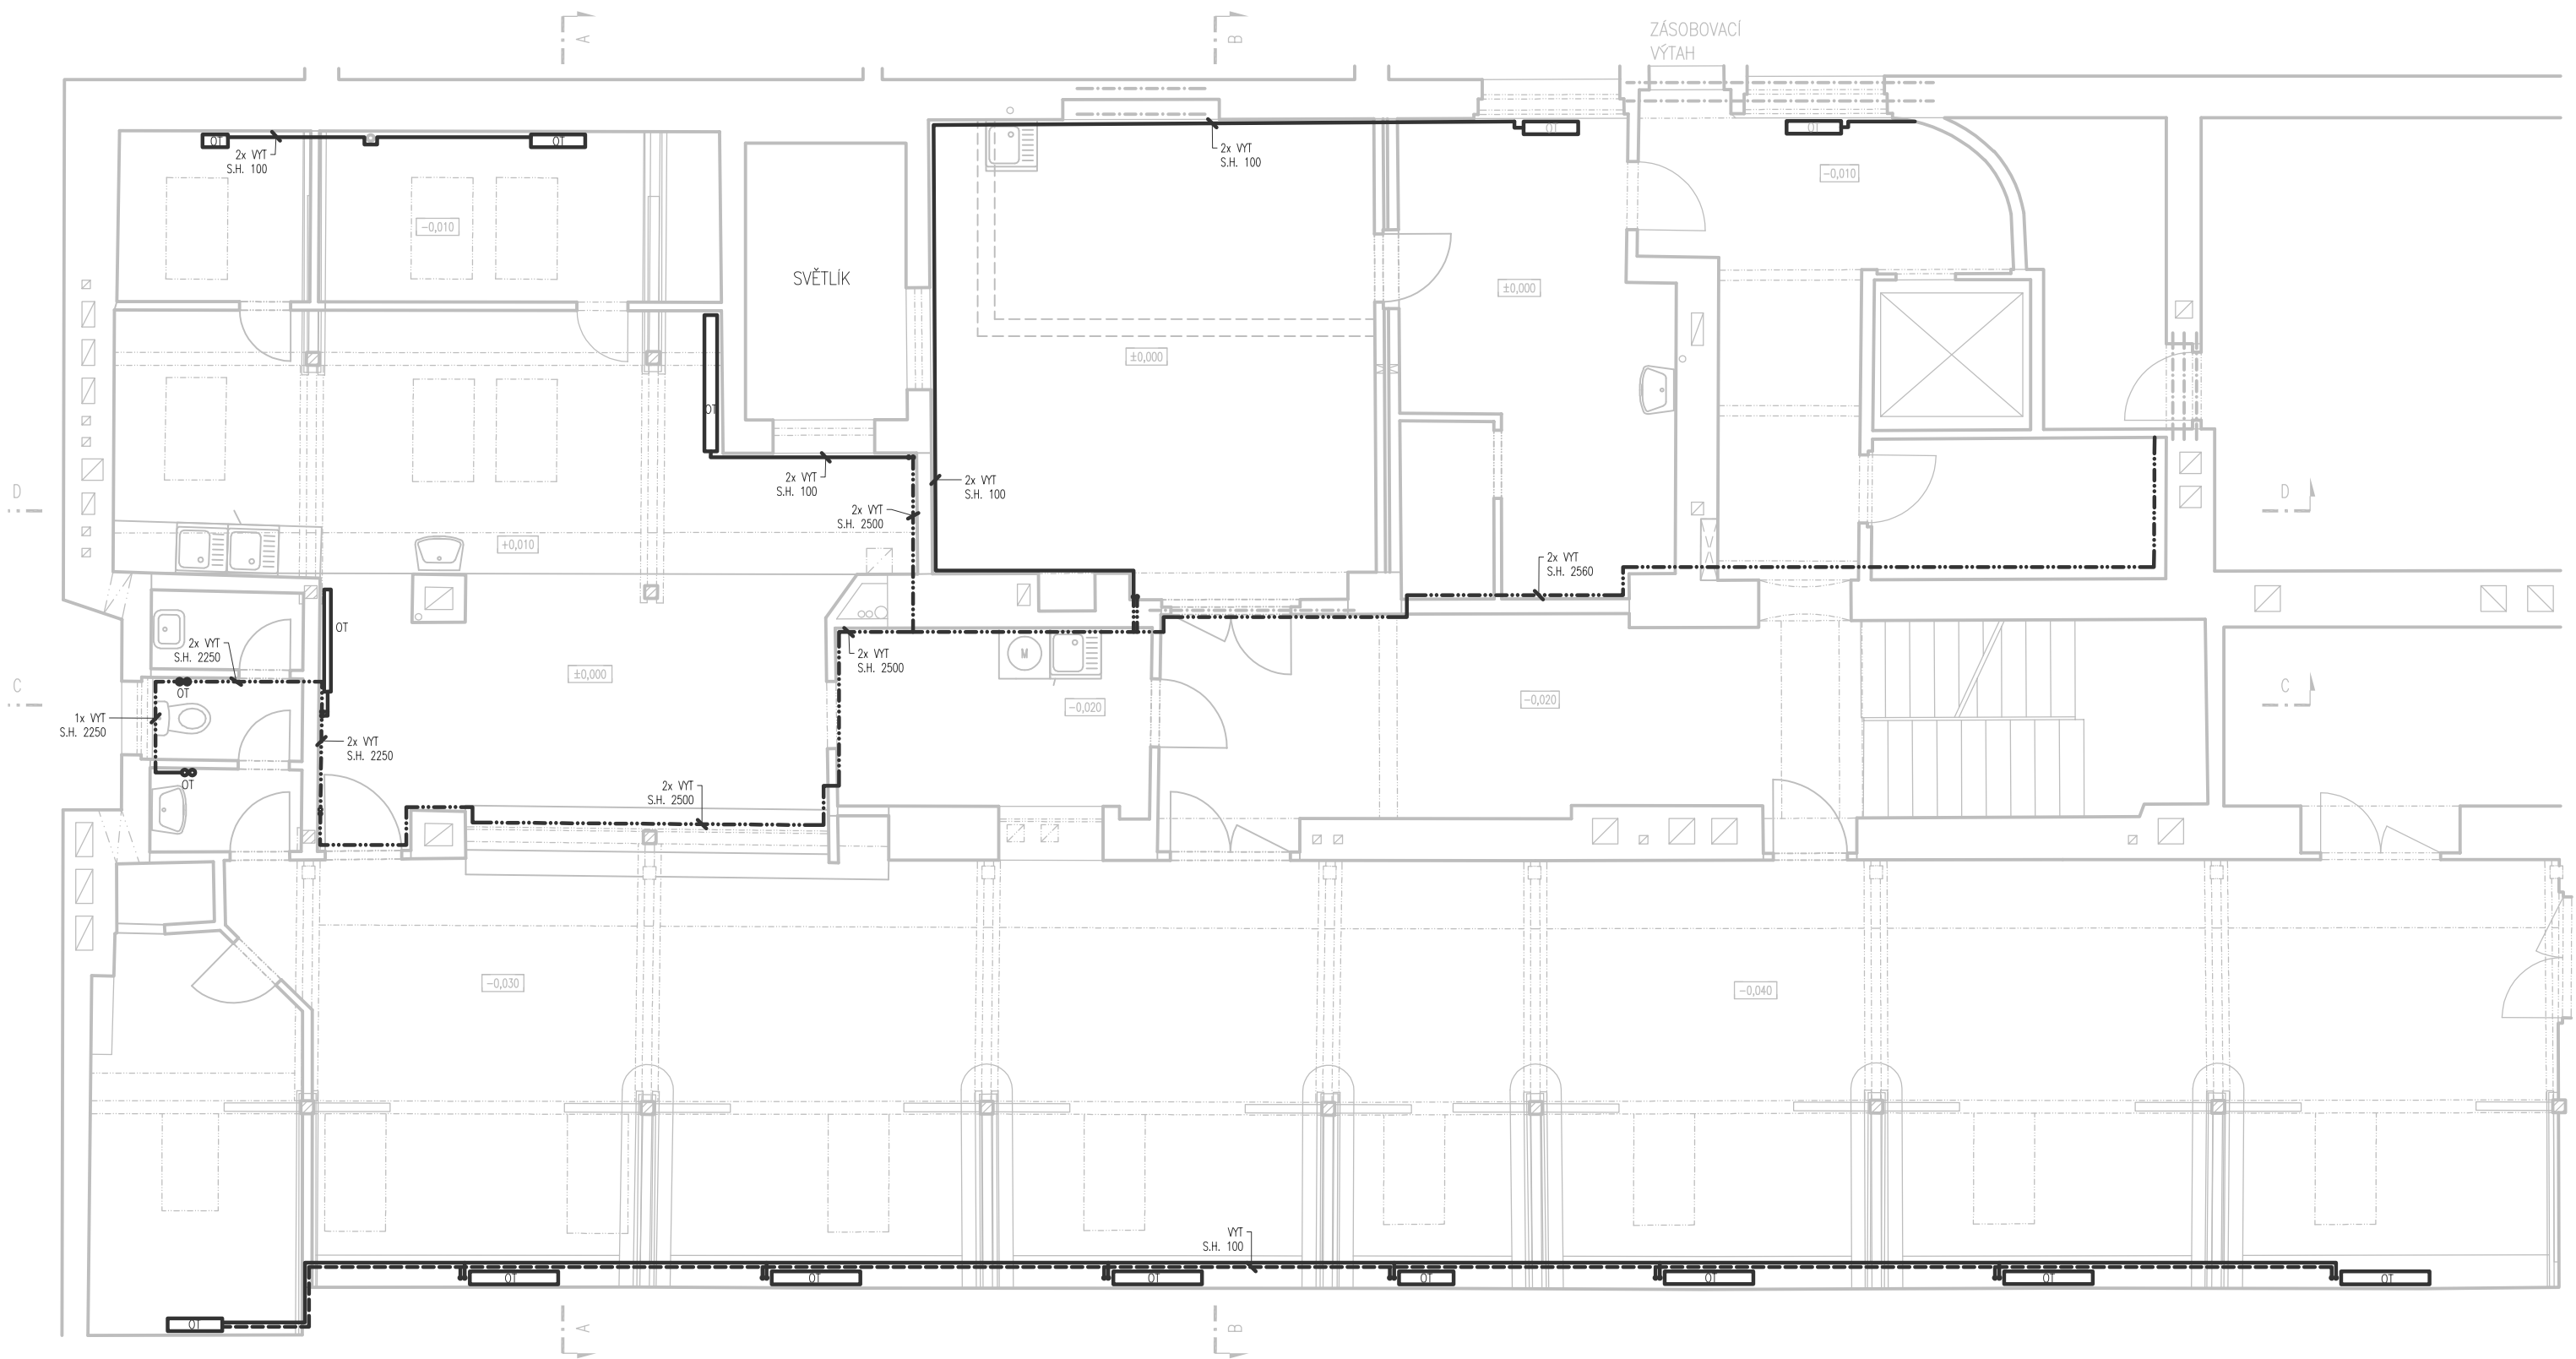 A
B
ZÁSOBOVACÍ
VÝTAH
OT
OT
2x VYT
S.H. 100
OT
OT
2x VYT
S.H. 100
-0,010
-0,010
SVĚTLÍK
±0,000
±0,000
OT
2x VYT
S.H. 100
2x VYT
S.H. 100
2x VYT
S.H. 2500
D
D
+0,010
2x VYT
S.H. 2560
OT
2x VYT
S.H. 2250
2x VYT
S.H. 2500
M
±0,000
C
C
OT
-0,020
-0,020
1x VYT
S.H. 2250
2x VYT
S.H. 2250
OT
2x VYT
S.H. 2500
-0,030
-0,040
VYT
S.H. 100
OT
OT
OT
OT
OT
OT
OT
OT
A
B